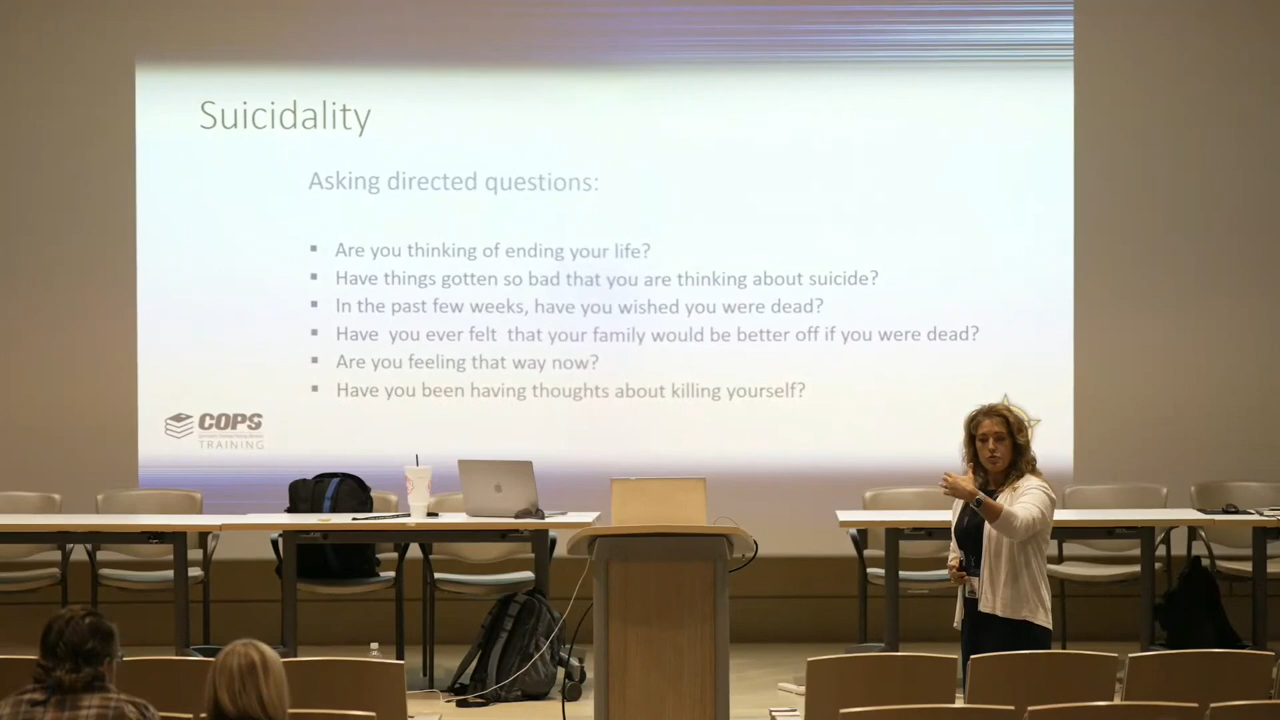 Suicidality
Asking directed questions:
Are you thinking of ending your life?
Have things gotten so bad that you are thinking about suicide?
In the past few weeks, have you wished you were dead?
Have you ever felt that your family would be better off if you were dead?
Are you feeling that way now?
Have you been having thoughts about killing yourself?
COPS
TRAINING